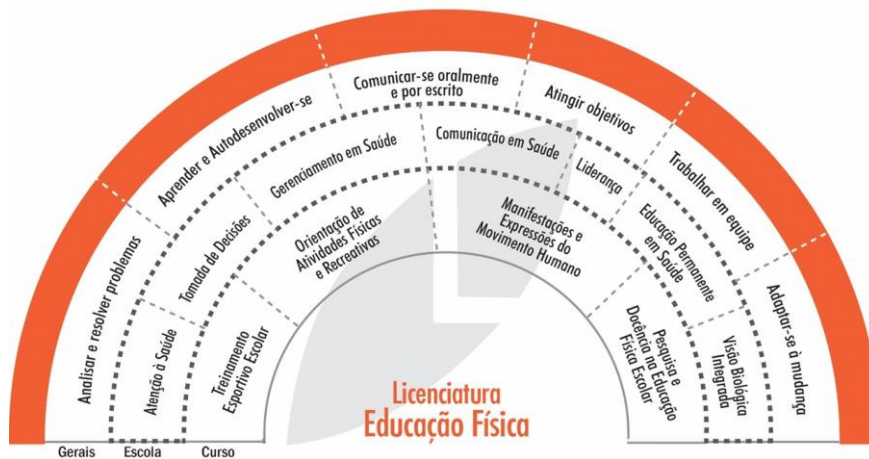 Analisar e resolver problemas
Aprender e Autodesenvolver-se
Comunicar-se oralmente
e por escrito
Atingir objetivos
Trabalhar em equipe
Adaptar-se à mudança
Atenção à Saúde
Tomada de Decisões
Gerenciamento em Saúde
Comunicação em Saúde
Liderança
Educação Permanente
em Saúde
Visão Biológica
Integrada
Treinamento
Esportivo Escolar
Orientação de
Atividades Físicas
e Recreativas
Manifestações e
Expressões do
Movimento Humano
Pesquisa e
Docência na Educação
Física Escolar
Licenciatura
Educação Física
Gerais
Escola
Curso